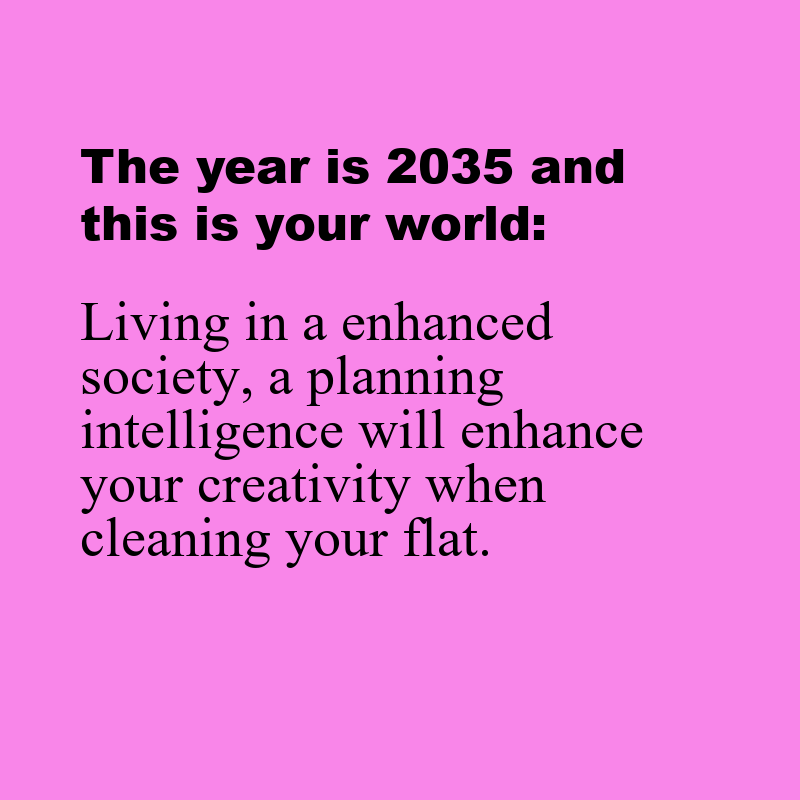 The year is 2035 and
this is your world:
Living in a enhanced
society, a planning
intelligence will enhance
your creativity when
cleaning your flat.